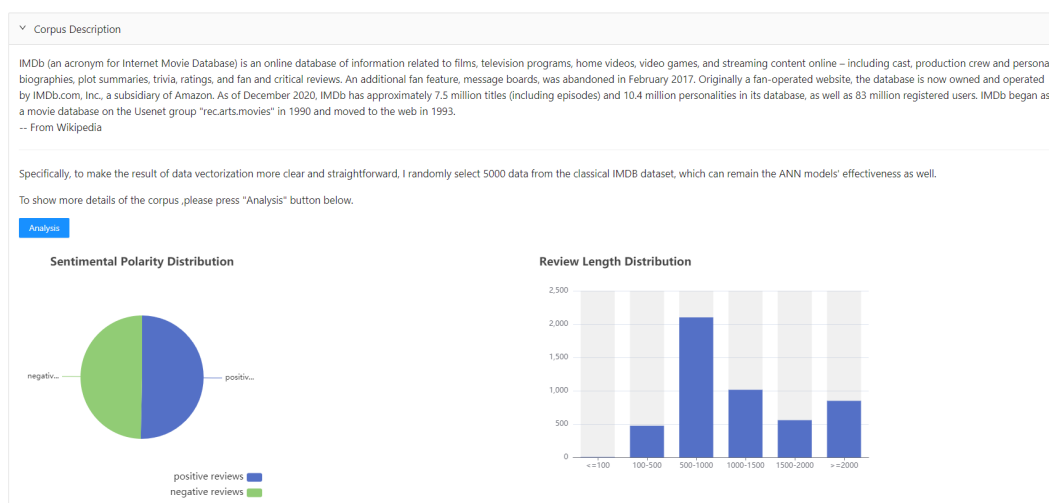 Corpus Description
IMDb (an acronym for Internet Movie Database) is an online database of information related to films, television programs, home videos, video games, and streaming content online – including cast, production crew and persona
biographies, plot summaries, trivia, ratings, and fan and critical reviews. An additional fan feature, message boards, was abandoned in February 2017. Originally a fan-operated website, the database is now owned and operated
by IMDb.com, Inc., a subsidiary of Amazon. As of December 2020, IMDb has approximately 7.5 million titles (including episodes) and 10.4 million personalities in its database, as well as 83 million registered users. IMDb began as
a movie database on the Usenet group "rec.arts.movies" in 1990 and moved to the web in 1993.
-- From Wikipedia
Specifically, to make the result of data vectorization more clear and straightforward, I randomly select 5000 data from the classical IMDB dataset, which can remain the ANN models' effectiveness as well.
To show more details of the corpus ,please press "Analysis" button below.
Analysis
Sentimental Polarity Distribution
negativ...
positiv...
positive reviews
negative reviews
Review Length Distribution
2,500
2,000
1,500
1,000
500
0
<=100 100-500 500-1000 1000-1500 1500-2000 >=2000